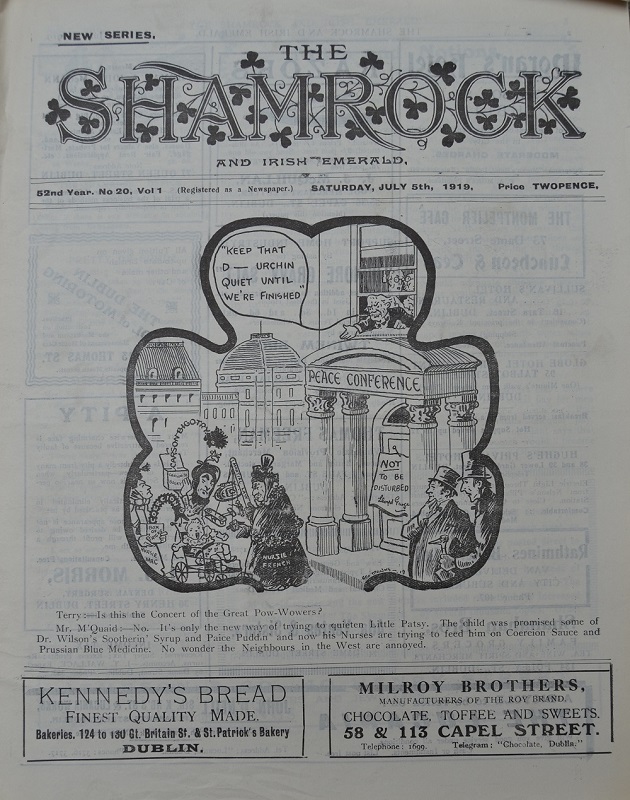 NEW SERIES.
THE
SHAMROCK
AND IRISH EMERALD.
52nd Year. No 20, Vol 1 (Registered as a Newspaper.) SATURDAY, JULY 5th, 1919, Price TWOPENCE.
"KEEP THAT
D— URCHIN
QUIET UNTIL
WE'RE FINISHED"
PEACE CONFERENCE
NOT
TO BE
DISTURBED
Lloyd George
CARSON BIGOTRY
NURSIE
FRENCH
Terry:—Is this the Concert of the Great Pow-Wowers?
Mr. M'Quaid:—No. It's only the new way of trying to quieten Little Patsy. The child was promised some of
Dr. Wilson's Sootherin' Syrup and Paice Pudd.n' and now his Nurses are trying to feed him on Coercion Sauce and
Prussian Blue Medicine. No wonder the Neighbours in the West are annoyed.
KENNEDY'S BREAD
FINEST QUALITY MADE.
Bakeries. 124 to 130 Gt. Britain St. & St. Patrick's Bakery
DUBLIN.
MILROY BROTHERS,
MANUFACTURERS OF THE ROY BRAND.
CHOCOLATE, TOFFEE AND SWEETS.
58 & 113 CAPEL STREET.
Telephone: 1699. Telegram: "Chocolate, Dublin."